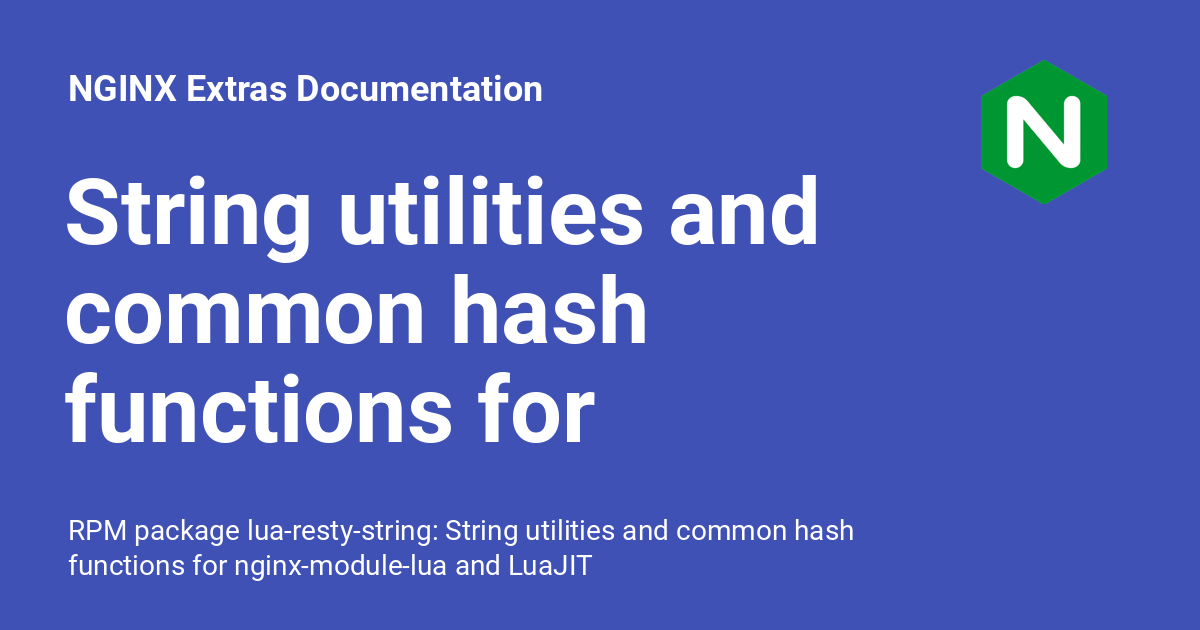 NGINX Extras Documentation
N
String utilities and
common hash
functions for
RPM package lua-resty-string: String utilities and common hash
functions for nginx-module-lua and LuaJIT